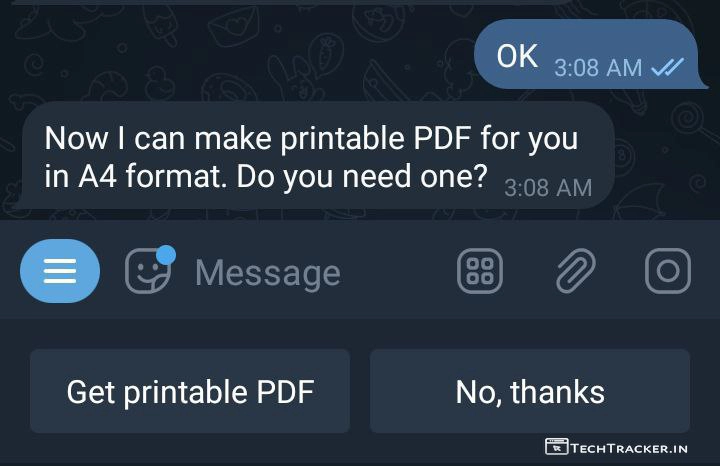 OK 3:08 AM
Now I can make printable PDF for you
in A4 format. Do you need one? 3:08 AM
Message
Get printable PDF No, thanks
TECHTRACKER.IN